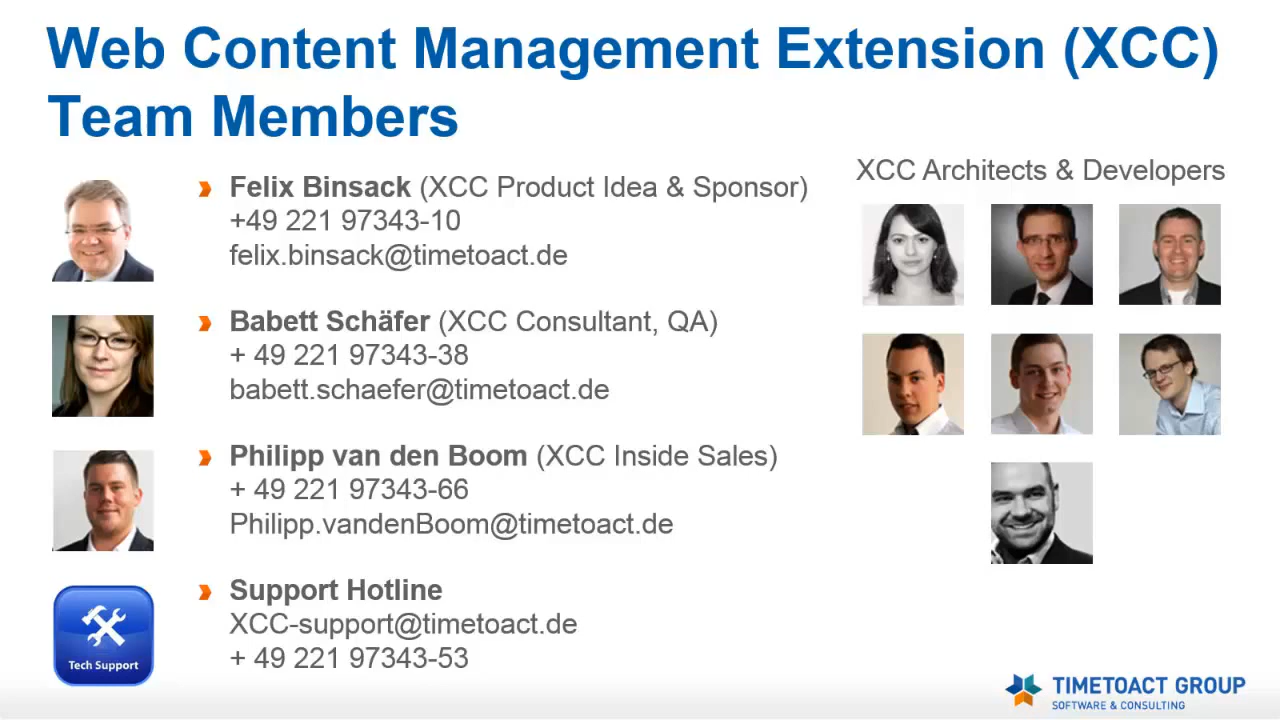 Web Content Management Extension (XCC)
Team Members
Felix Binsack (XCC Product Idea & Sponsor)
+49 221 97343-10
felix.binsack@timetoact.de
Babett Schäfer (XCC Consultant, QA)
+ 49 221 97343-38
babett.schaefer@timetoact.de
Philipp van den Boom (XCC Inside Sales)
+ 49 221 97343-66
Philipp.vandenBoom@timetoact.de
Tech Support
Support Hotline
XCC-support@timetoact.de
+ 49 221 97343-53
XCC Architects & Developers
TIMETOACT GROUP
SOFTWARE & CONSULTING